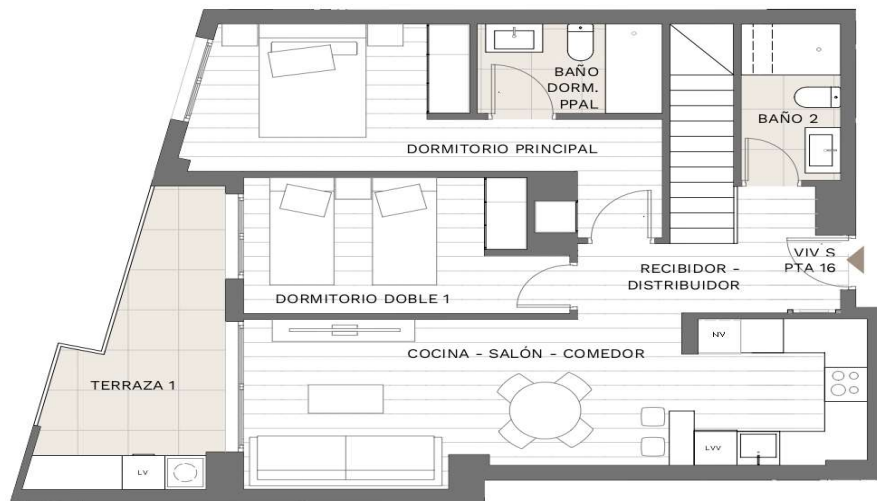 BAÑO
DORM.
PPAL
BAÑO 2
DORMITORIO PRINCIPAL
VIV S
PTA 16
RECIBIDOR -
DISTRIBUIDOR
DORMITORIO DOBLE 1
COCINA - SALÓN - COMEDOR
NV
TERRAZA 1
LVV
LV